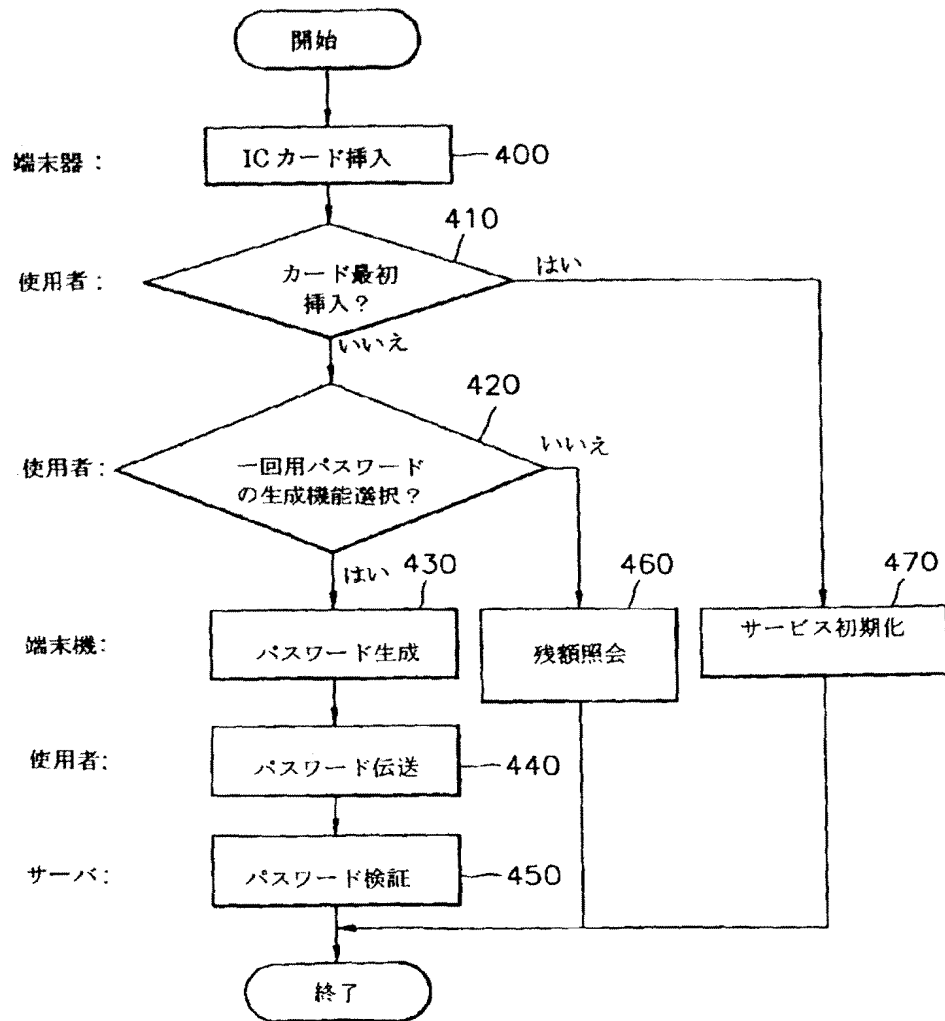 開始
端末器:
ICカード挿入
400
410
使用者:
カード最初
挿入?
はい
いいえ
420
使用者:
一回用パスワード
の生成機能選択?
いいえ
はい
430
460
470
端末機:
パスワード生成
残額照会
サービス初期化
使用者:
パスワード伝送
440
サーバ:
パスワード検証
450
終了